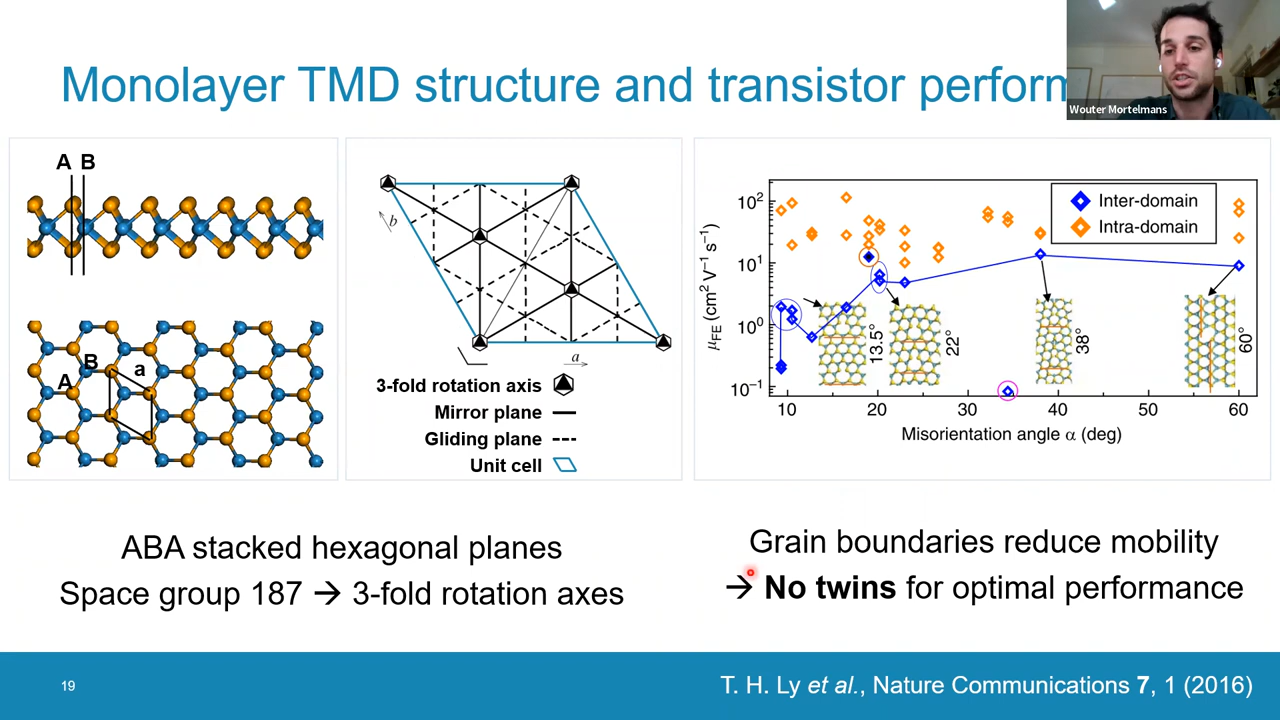 Monolayer TMD structure and transistor perform
Wouter Mortelmans
A B
B
A
a
b
a
3-fold rotation axis
Mirror plane
Gliding plane
Unit cell
μFE (cm² V⁻¹ s⁻¹)
10²
10¹
10⁰
10⁻¹
Inter-domain
Intra-domain
13.5°
22°
38°
60°
10 20 30 40 50 60
Misorientation angle α (deg)
ABA stacked hexagonal planes
Space group 187 → 3-fold rotation axes
Grain boundaries reduce mobility
→ No twins for optimal performance
19
T. H. Ly et al., Nature Communications 7, 1 (2016)